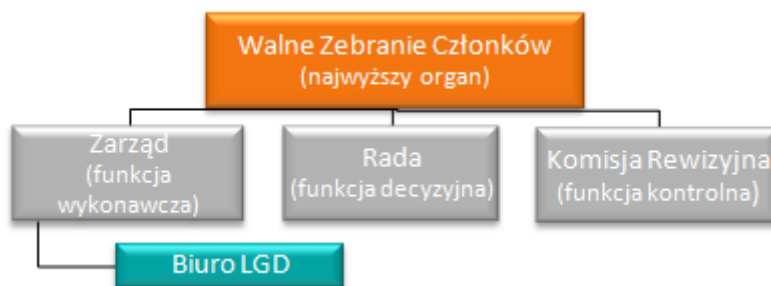 Walne Zebranie Członków
(najwyższy organ)
Zarząd
(funkcja
wykonawcza)
Rada
(funkcja decyzyjna)
Komisja Rewizyjna
(funkcja kontrolna)
Biuro LGD